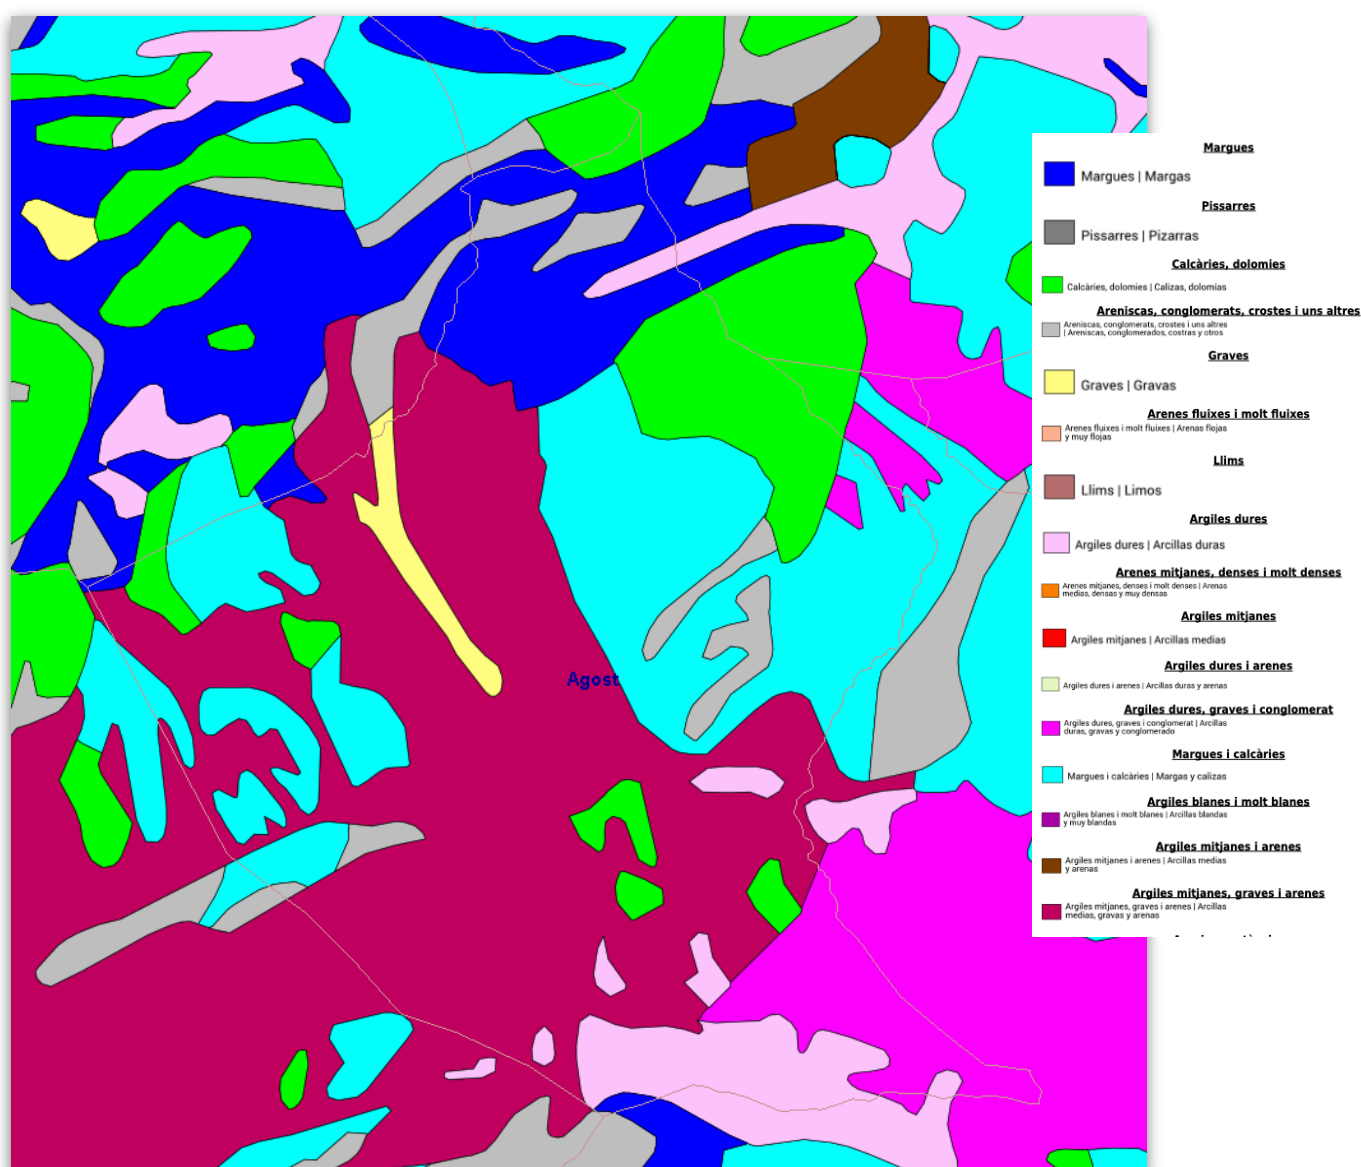 Margues
Margues | Margas
Pissarres
Pissarres | Pizarras
Calcàries, dolomies
Calcàries, dolomies | Calizas, dolomías
Areniscas, conglomerats, crostes i uns altres
Areniscas, conglomerats, crostes i uns altres
| Areniscas, conglomerados, costras y otros
Graves
Graves | Gravas
Arenes fluixes i molt fluixes
Arenes fluixes i molt fluixes | Arenas flojas
y muy flojas
Llims
Llims | Limos
Argiles dures
Argiles dures | Arcillas duras
Arenes mitjanes, denses i molt denses
Arenes mitjanes, denses i molt denses | Arenas
medias, densas y muy densas
Argiles mitjanes
Argiles mitjanes | Arcillas medias
Argiles dures i arenes
Argiles dures i arenes | Arcillas duras y arenas
Agost
Argiles dures, graves i conglomerat
Argiles dures, graves i conglomerat | Arcillas
duras, gravas y conglomerado
Margues i calcàries
Margues i calcàries | Margas y calizas
Argiles blanes i molt blanes
Argiles blanes i molt blanes | Arcillas blandas
y muy blandas
Argiles mitjanes i arenes
Argiles mitjanes i arenes | Arcillas medias
y arenas
Argiles mitjanes, graves i arenes
Argiles mitjanes, graves i arenes | Arcillas
medias, gravas y arenas